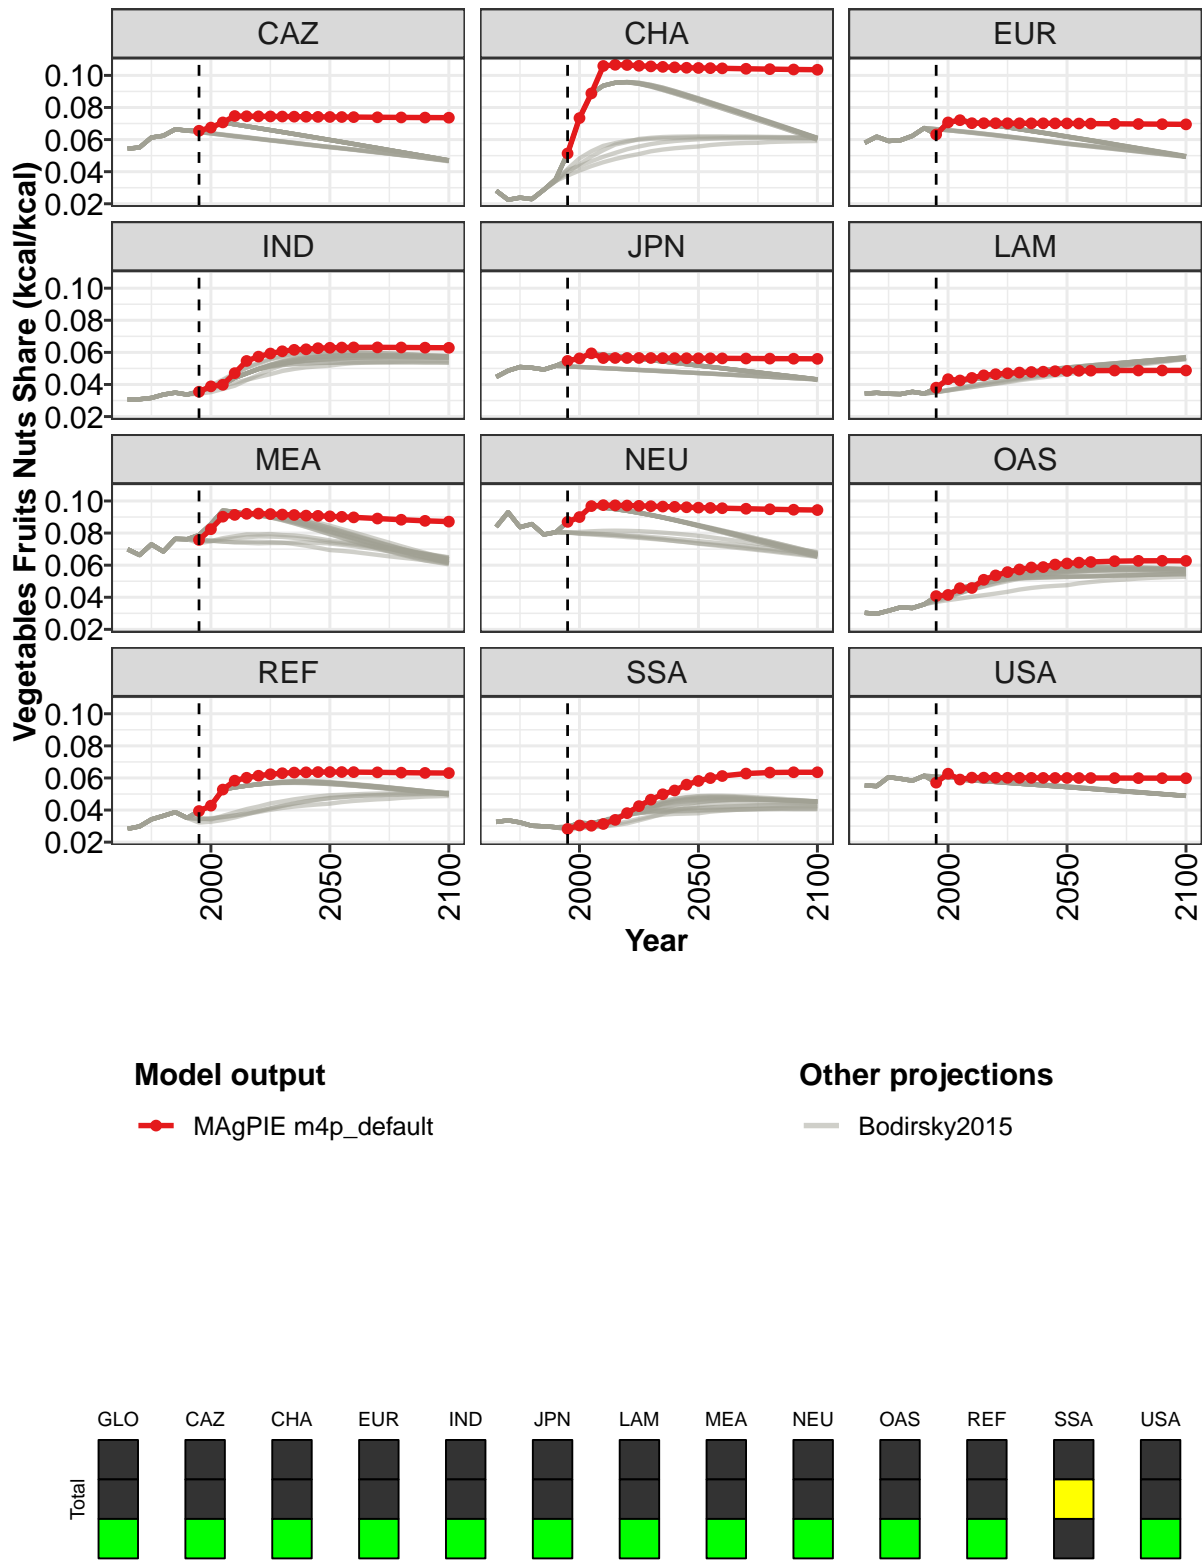 CAZ CHA EUR
0.10
0.08
0.06
0.04
0.02
IND JPN LAM
0.10
0.08
0.06
0.04
0.02
MEA NEU OAS
0.10
0.08
0.06
0.04
0.02
REF SSA USA
0.10
0.08
0.06
0.04
0.02
Vegetables Fruits Nuts Share (kcal/kcal)
2000 2050 2100 2000 2050 2100 2000 2050 2100
Year
Model output Other projections
MAgPIE m4p_default Bodirsky2015
GLO CAZ CHA EUR IND JPN LAM MEA NEU OAS REF SSA USA
Total